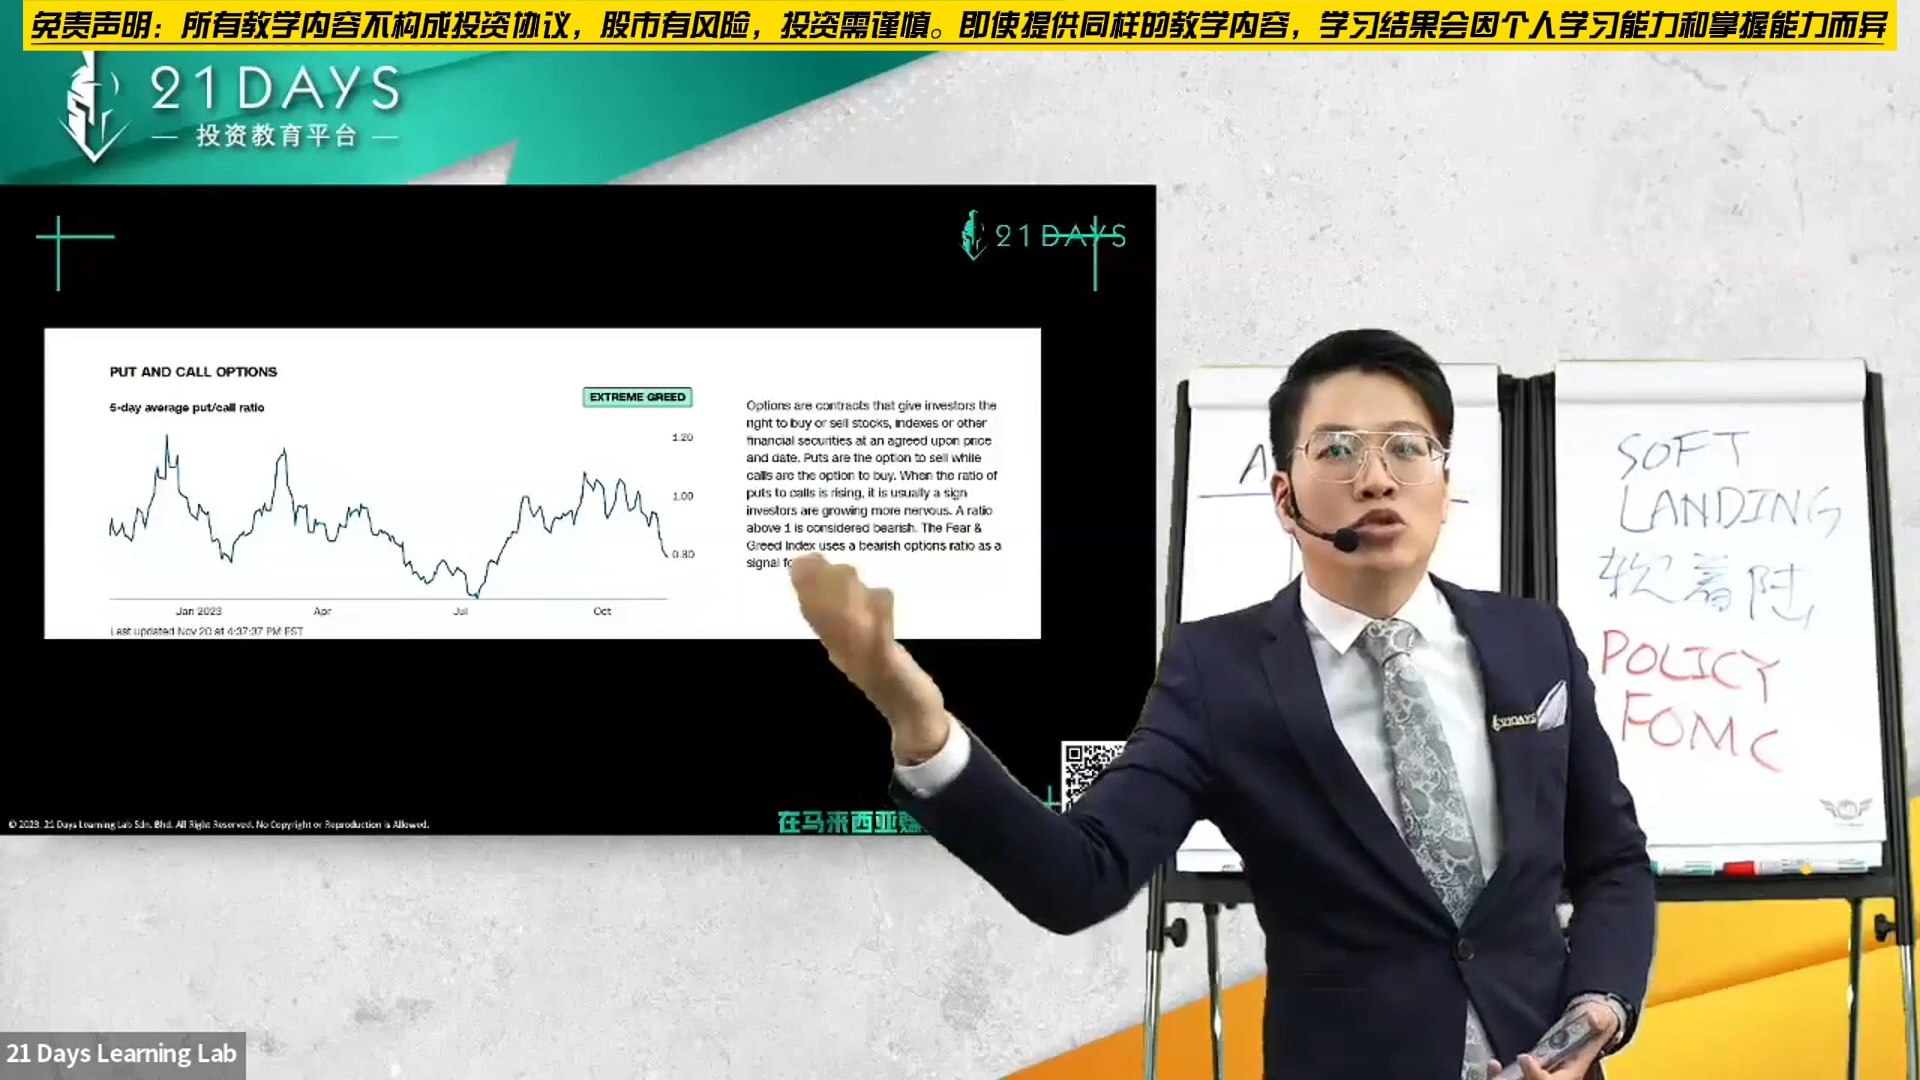 免责声明：所有教学内容不构成投资协议，股市有风险，投资需谨慎。即使提供同样的教学内容，学习结果会因个人学习能力和掌握能力而异
21DAYS
投资教育平台
21 DAYS
PUT AND CALL OPTIONS
5-day average put/call ratio
EXTREME GREED
1.20
1.00
0.80
Jan 2023 Apr Jul Oct
Last updated Nov 20 at 4:37:37 PM EST
Options are contracts that give investors the
right to buy or sell stocks, indexes or other
financial securities at an agreed upon price
and date. Puts are the option to sell while
calls are the option to buy. When the ratio of
puts to calls is rising, it is usually a sign
investors are growing more nervous. A ratio
above 1 is considered bearish. The Fear &
Greed Index uses a bearish options ratio as a
signal
A
SOFT
LANDING
软着陆
POLICY
FOMC
21DAYS
© 2023, 21 Days Learning Lab Sdn. Bhd. All Right Reserved. No Copyright or Reproduction is Allowed.
在马来西亚
21 Days Learning Lab